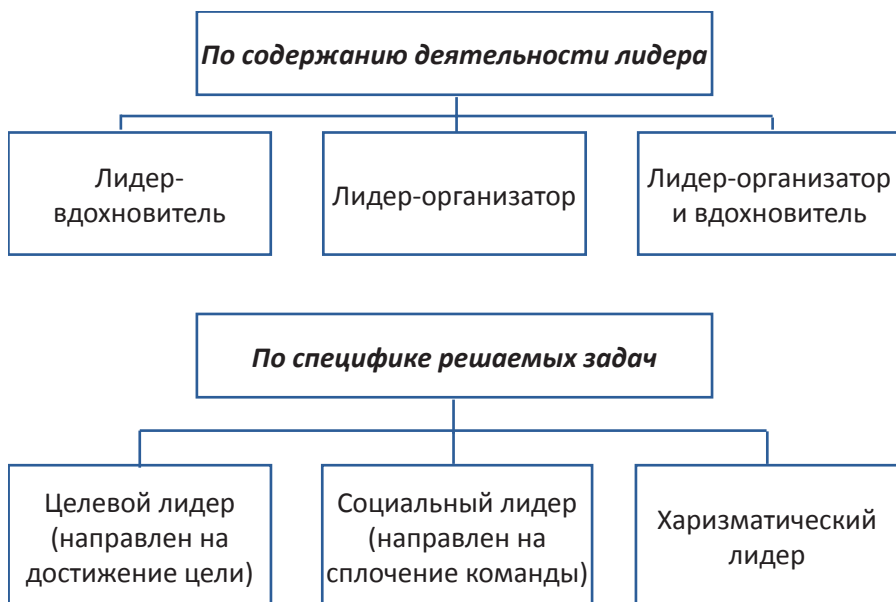 По содержанию деятельности лидера
Лидер-
вдохновитель
Лидер-организатор
Лидер-организатор
и вдохновитель
По специфике решаемых задач
Целевой лидер
(направлен на
достижение цели)
Социальный лидер
(направлен на
сплочение команды)
Харизматический
лидер